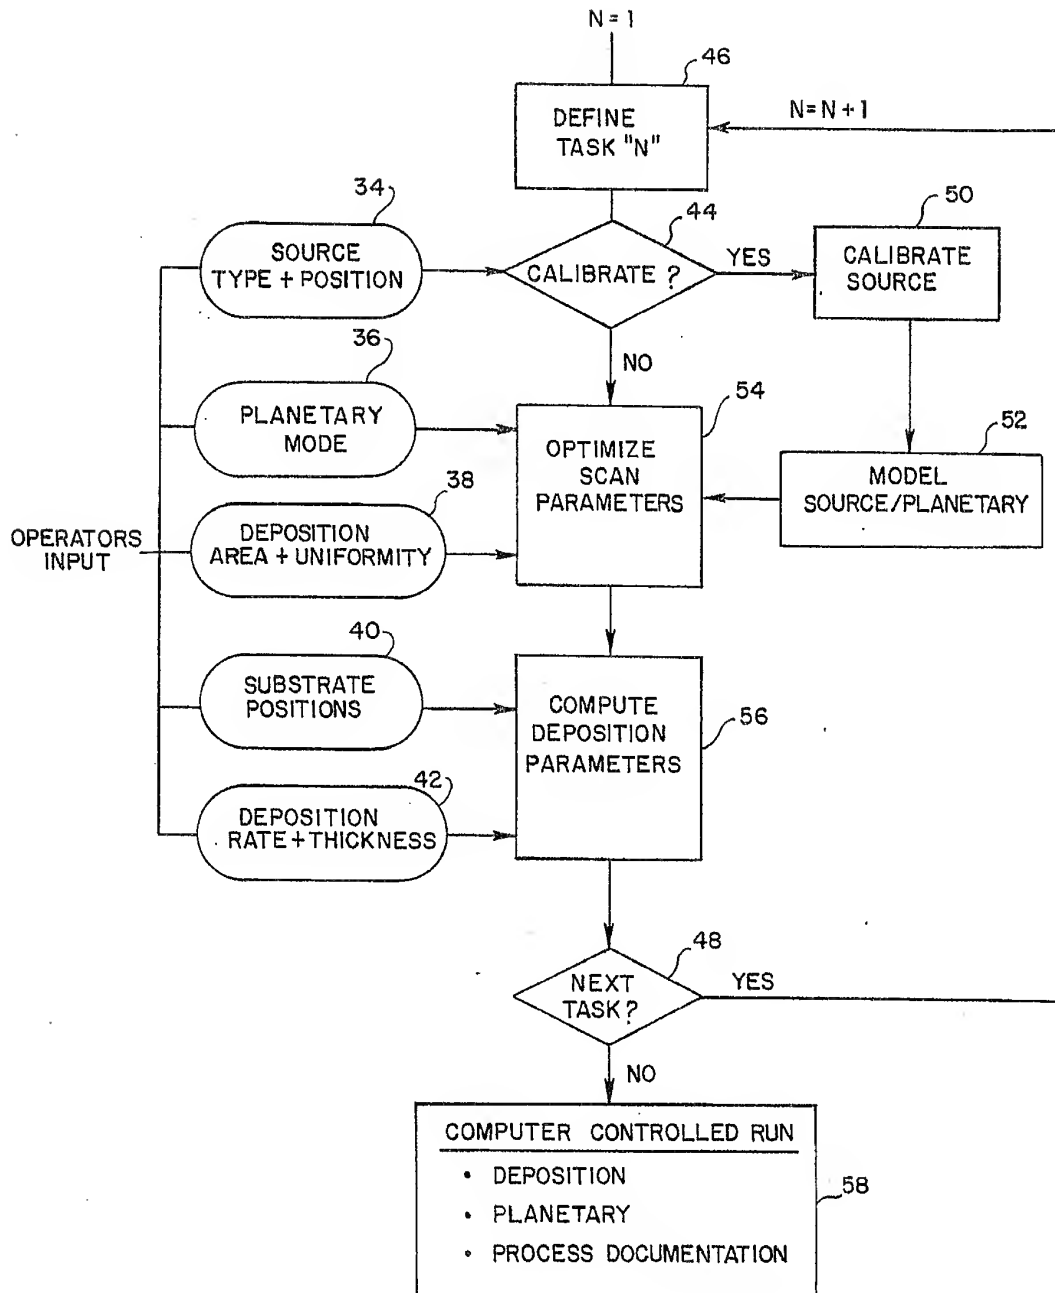 N=1
46
DEFINE
TASK "N"
N=N+1
34
SOURCE
TYPE + POSITION
44
CALIBRATE ?
YES
50
CALIBRATE
SOURCE
NO
36
PLANETARY
MODE
54
OPTIMIZE
SCAN
PARAMETERS
52
MODEL
SOURCE/PLANETARY
OPERATORS
INPUT
38
DEPOSITION
AREA + UNIFORMITY
40
SUBSTRATE
POSITIONS
COMPUTE
DEPOSITION
PARAMETERS
56
42
DEPOSITION
RATE + THICKNESS
48
NEXT
TASK?
YES
NO
COMPUTER CONTROLLED RUN
• DEPOSITION
• PLANETARY
• PROCESS DOCUMENTATION
58